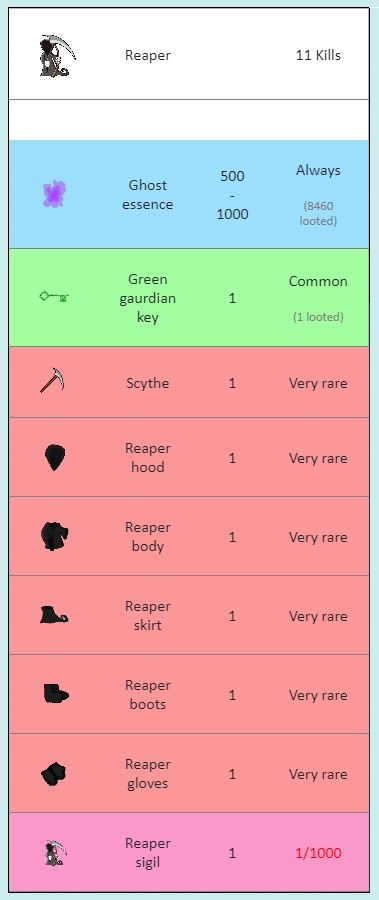 Reaper 11 Kills
Ghost essence 500 - 1000 Always (8460 looted)
Green gaurdian key 1 Common (1 looted)
Scythe 1 Very rare
Reaper hood 1 Very rare
Reaper body 1 Very rare
Reaper skirt 1 Very rare
Reaper boots 1 Very rare
Reaper gloves 1 Very rare
Reaper sigil 1 1/1000